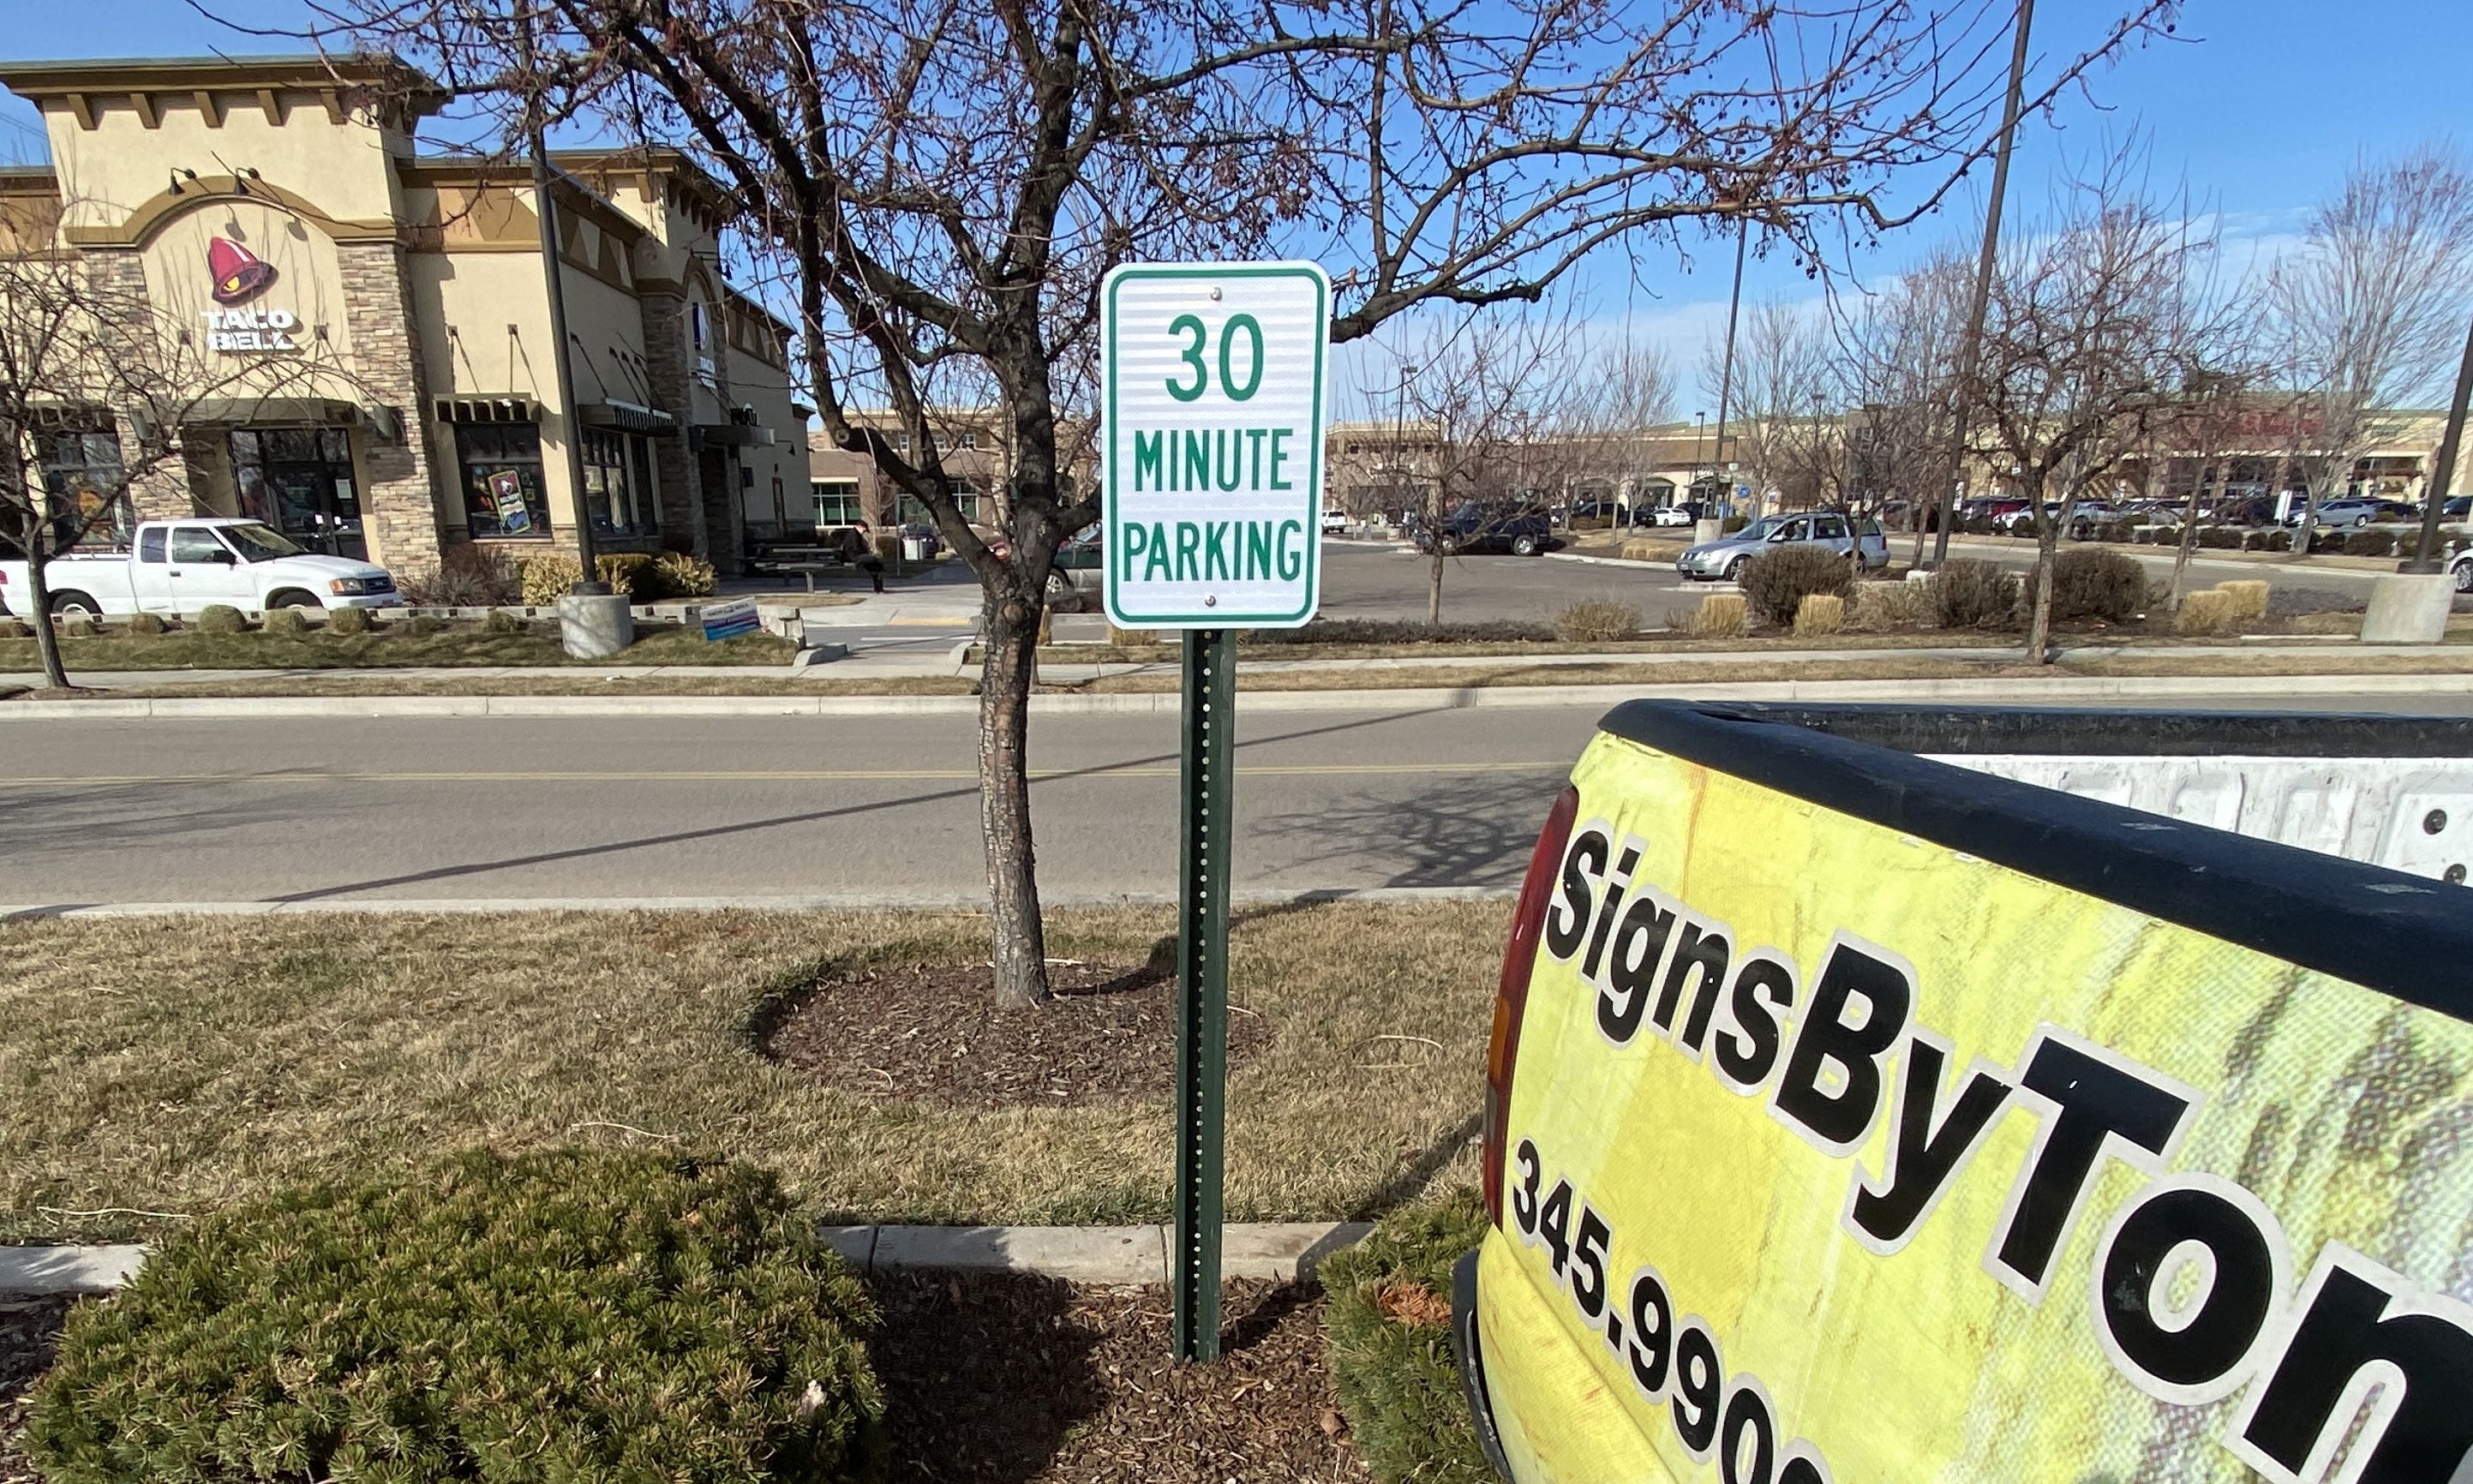 TACO
BELL
30
MINUTE
PARKING
SignsByTon
345.990